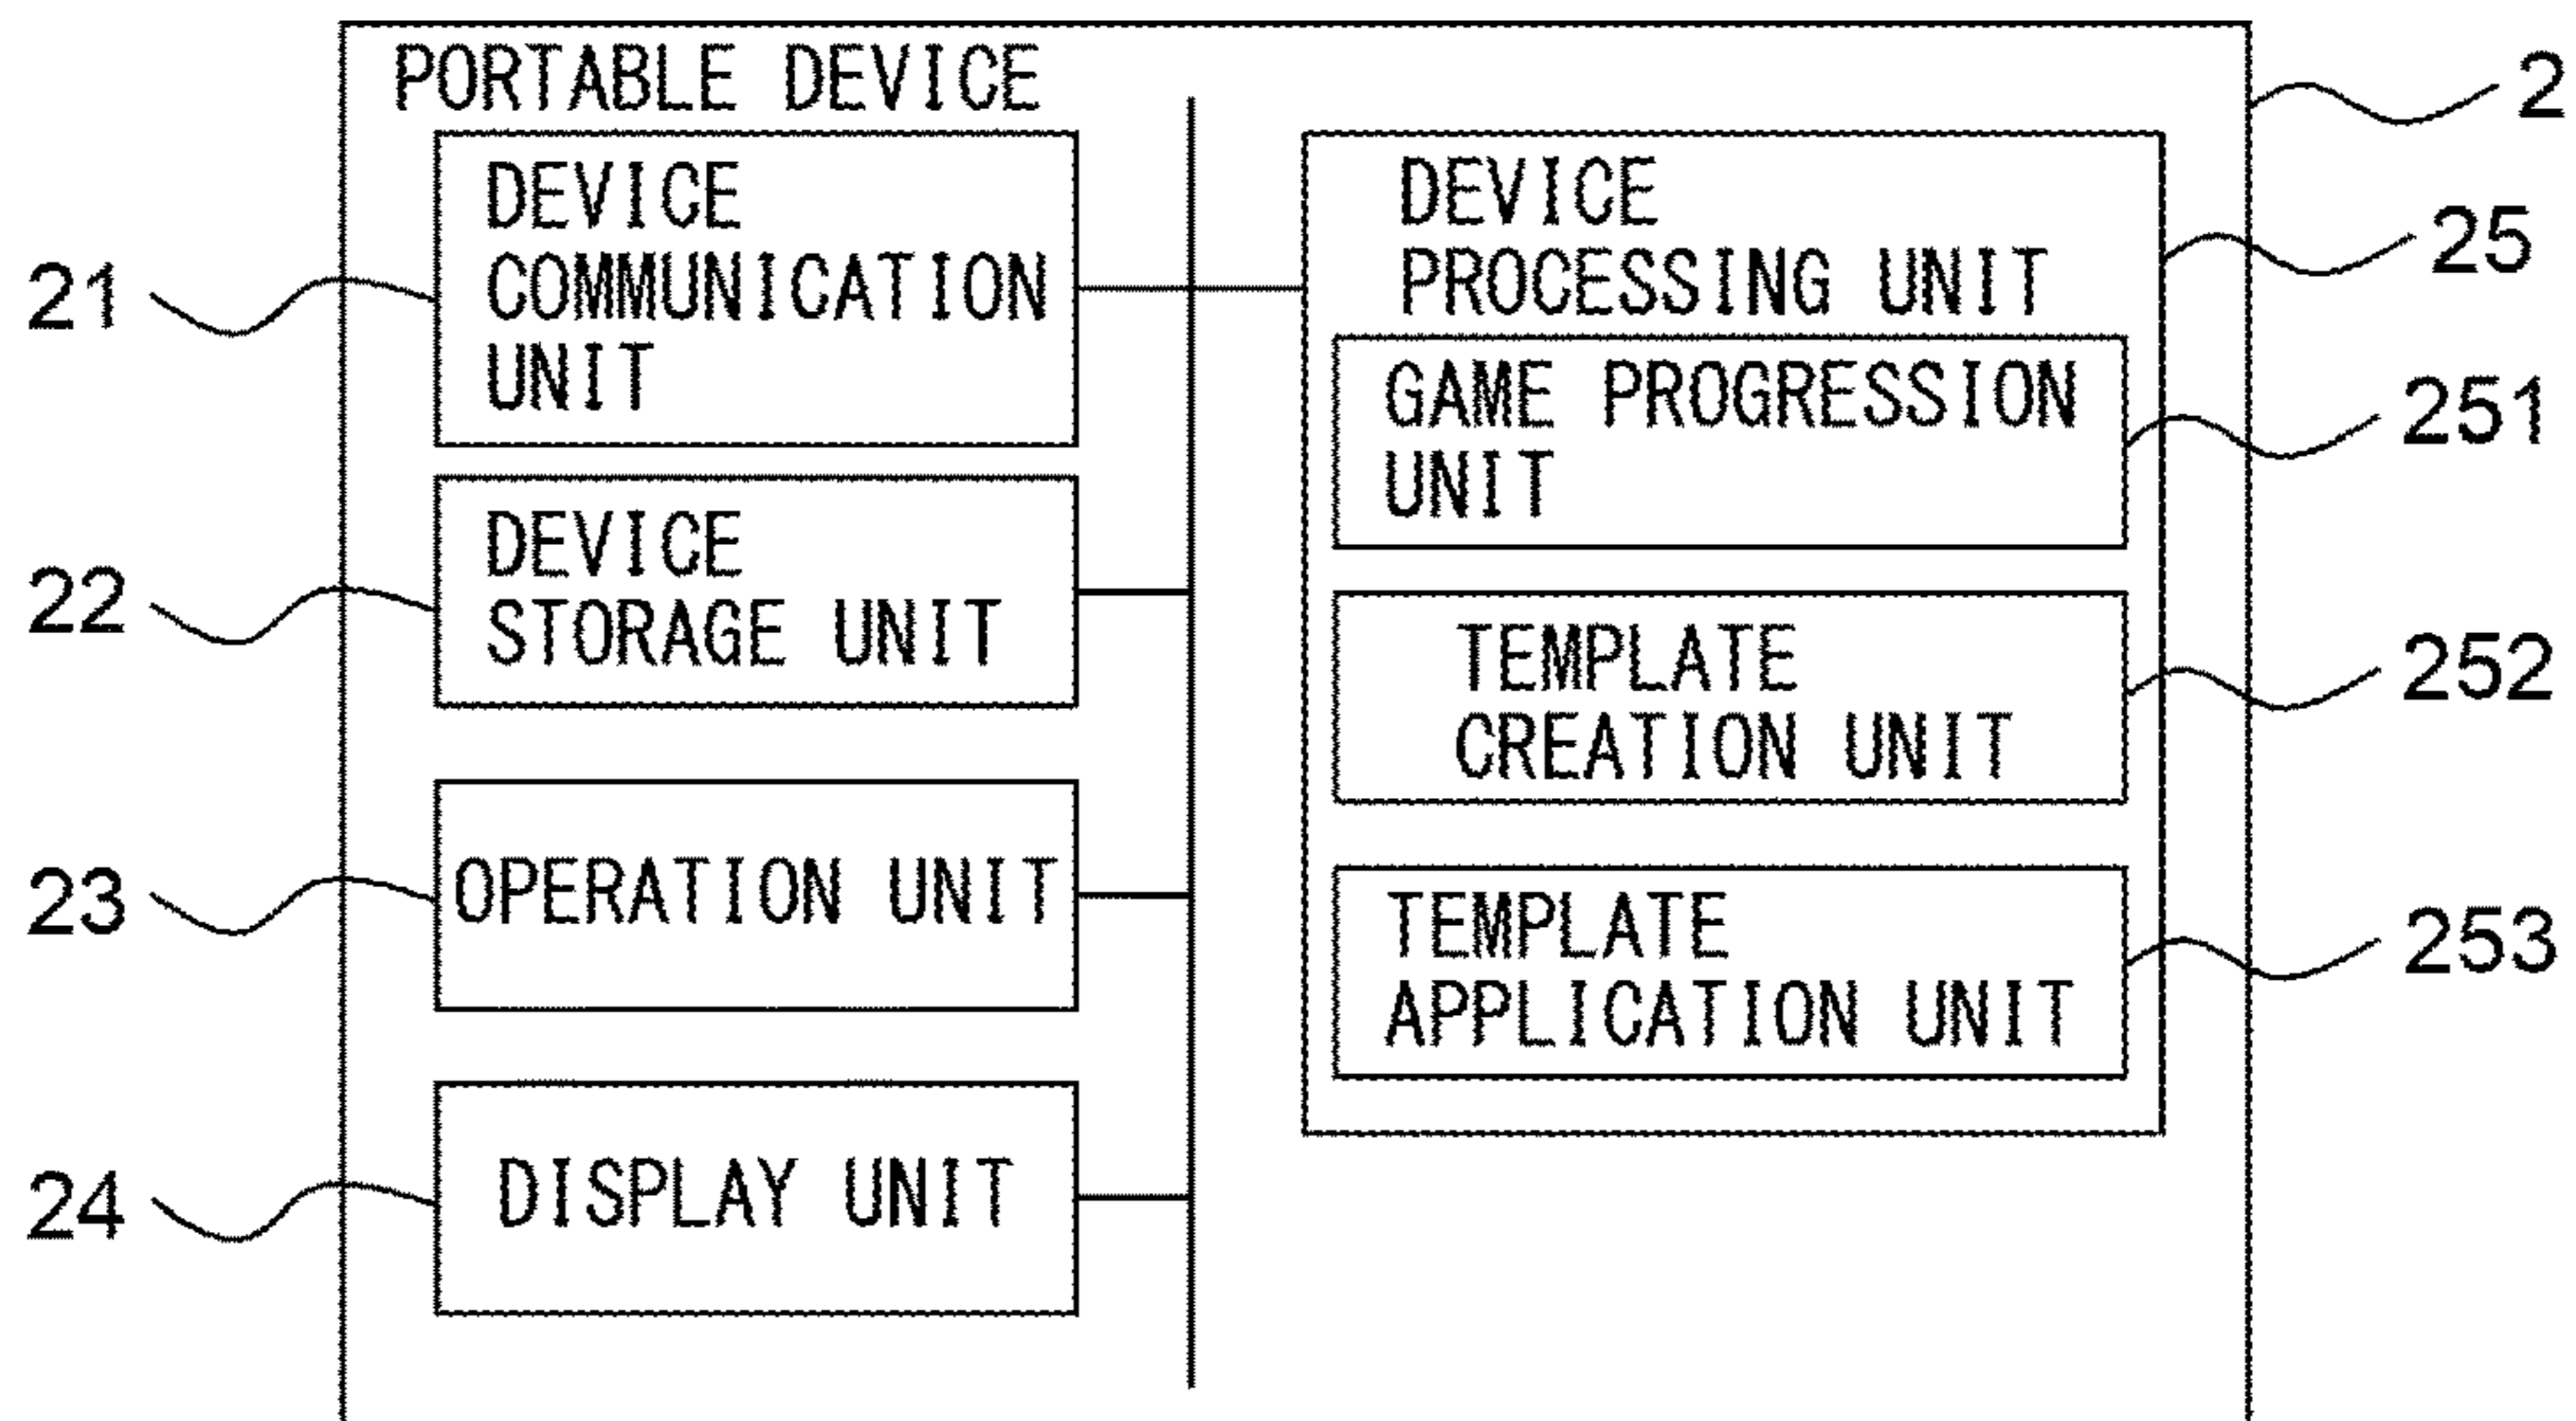 PORTABLE DEVICE
2
DEVICE
COMMUNICATION
UNIT
21
DEVICE
STORAGE UNIT
22
OPERATION UNIT
23
DISPLAY UNIT
24
DEVICE
PROCESSING UNIT
25
GAME PROGRESSION
UNIT
251
TEMPLATE
CREATION UNIT
252
TEMPLATE
APPLICATION UNIT
253